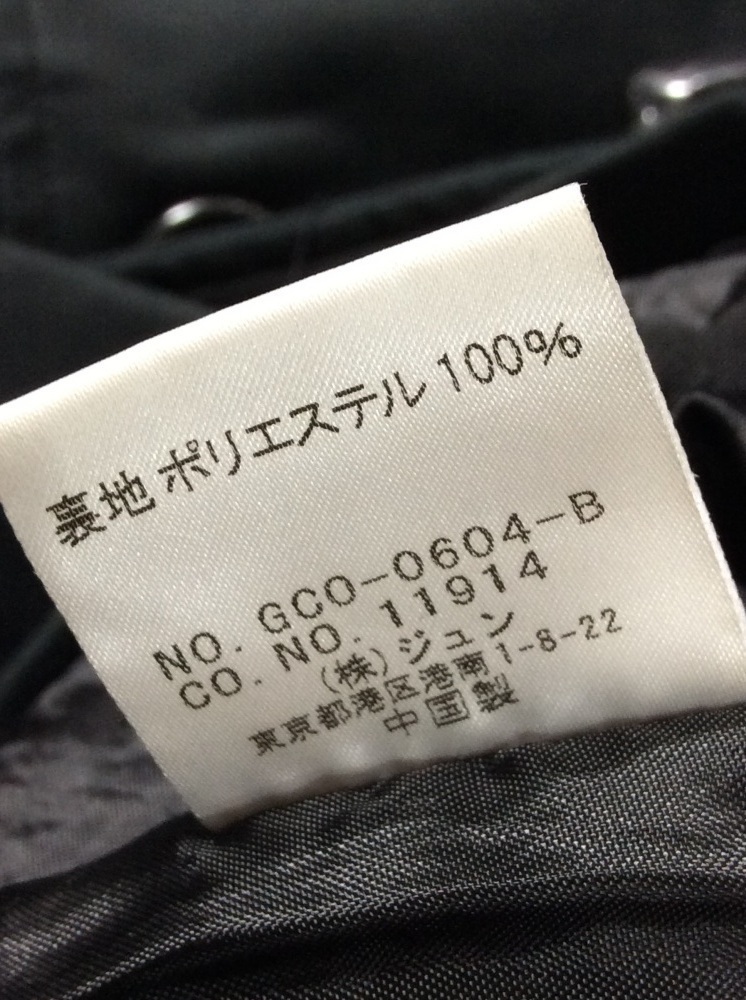 裏地 ポリエステル 100%
NO. GCO-0604-B
CO. NO. 11914
(株)ジュン
東京都港区港南1-8-22
中国製